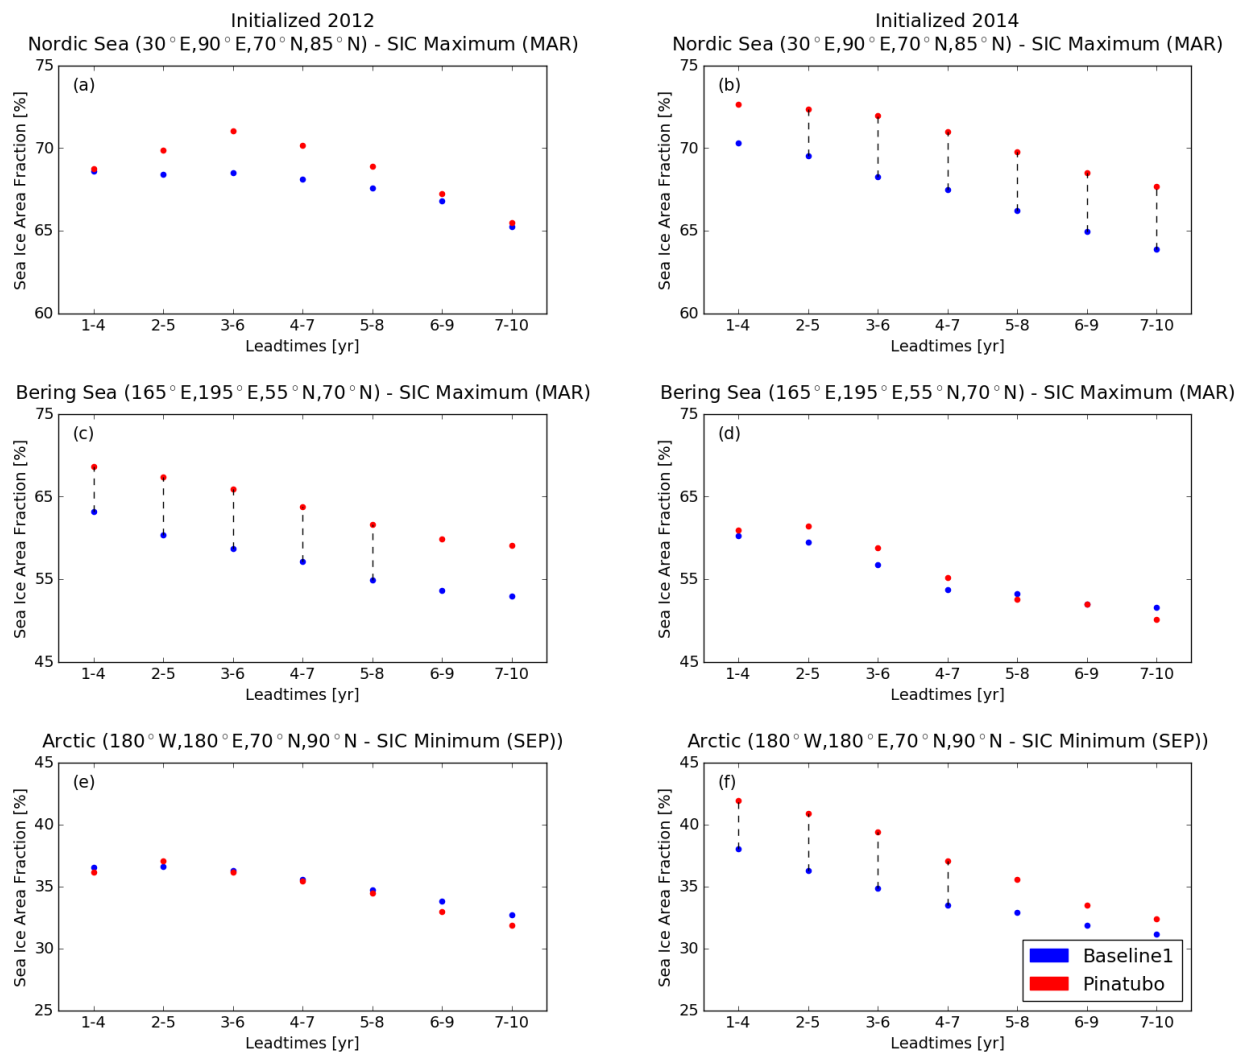 Initialized 2012
Nordic Sea (30°E,90°E,70°N,85°N) - SIC Maximum (MAR)
(a)
Sea Ice Area Fraction [%]
75
70
65
60
1-4 2-5 3-6 4-7 5-8 6-9 7-10
Leadtimes [yr]
Initialized 2014
Nordic Sea (30°E,90°E,70°N,85°N) - SIC Maximum (MAR)
(b)
Sea Ice Area Fraction [%]
75
70
65
60
1-4 2-5 3-6 4-7 5-8 6-9 7-10
Leadtimes [yr]
Bering Sea (165°E,195°E,55°N,70°N) - SIC Maximum (MAR)
(c)
Sea Ice Area Fraction [%]
75
65
55
45
1-4 2-5 3-6 4-7 5-8 6-9 7-10
Leadtimes [yr]
Bering Sea (165°E,195°E,55°N,70°N) - SIC Maximum (MAR)
(d)
Sea Ice Area Fraction [%]
75
65
55
45
1-4 2-5 3-6 4-7 5-8 6-9 7-10
Leadtimes [yr]
Arctic (180°W,180°E,70°N,90°N - SIC Minimum (SEP))
(e)
Sea Ice Area Fraction [%]
45
40
35
30
25
1-4 2-5 3-6 4-7 5-8 6-9 7-10
Leadtimes [yr]
Arctic (180°W,180°E,70°N,90°N - SIC Minimum (SEP))
(f)
Sea Ice Area Fraction [%]
45
40
35
30
25
1-4 2-5 3-6 4-7 5-8 6-9 7-10
Leadtimes [yr]
Baseline1
Pinatubo